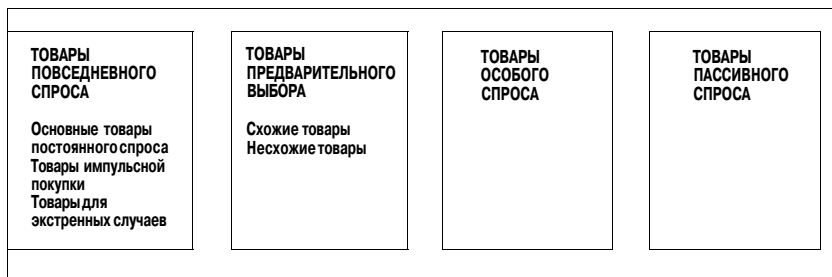 ТОВАРЫ
ПОВСЕДНЕВНОГО
СПРОСА
Основные товары
постоянного спроса
Товары импульсной
покупки
Товары для
экстренных случаев
ТОВАРЫ
ПРЕДВАРИТЕЛЬНОГО
ВЫБОРА
Схожие товары
Несхожие товары
ТОВАРЫ
ОСОБОГО
СПРОСА
ТОВАРЫ
ПАССИВНОГО
СПРОСА